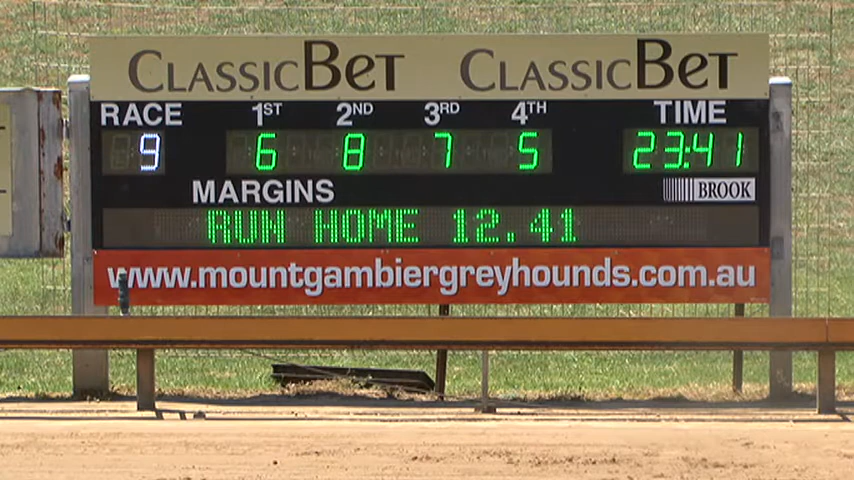 CLASSICBET CLASSICBET
RACE 1ST 2ND 3RD 4TH TIME
9 6 8 7 5 23:41
MARGINS BROOK
RUN HOME 12.41
www.mountgambiergreyhounds.com.au